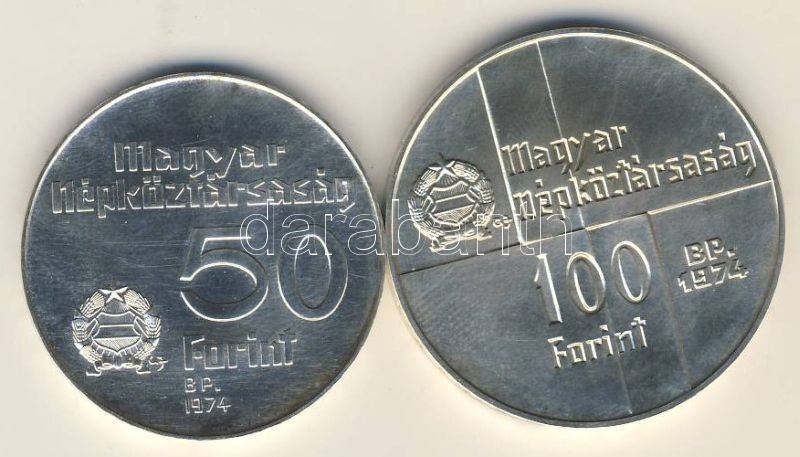 Magyar
népköztársaság
50
Forint
BP.
1974
Magyar
népköztársaság
100
Forint
BP.
1974
darabanth